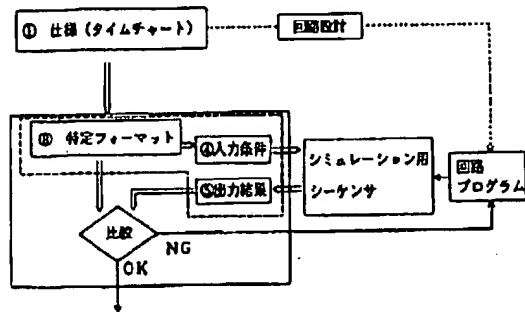 ① 仕様（タイムチャート）
回路設計
③ 特定フォーマット
④入力条件
シミュレーション用
シーケンサ
⑤出力結果
回路
プログラム
比較
NG
OK